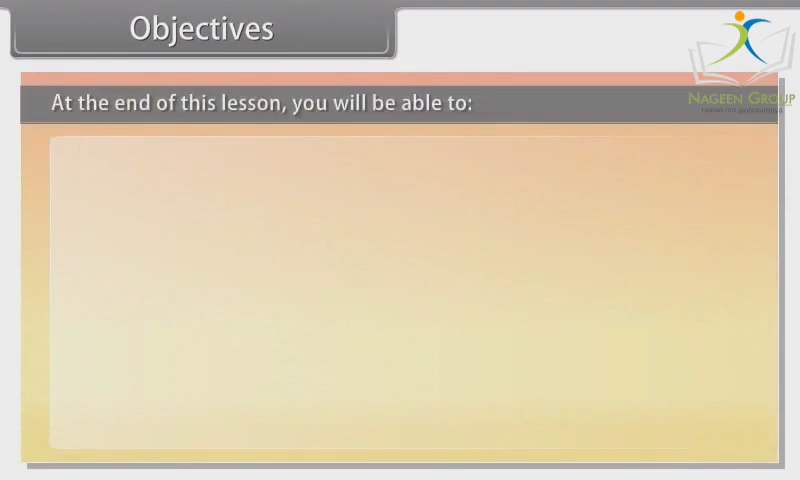 Objectives
At the end of this lesson, you will be able to:
NAGEEN GROUP